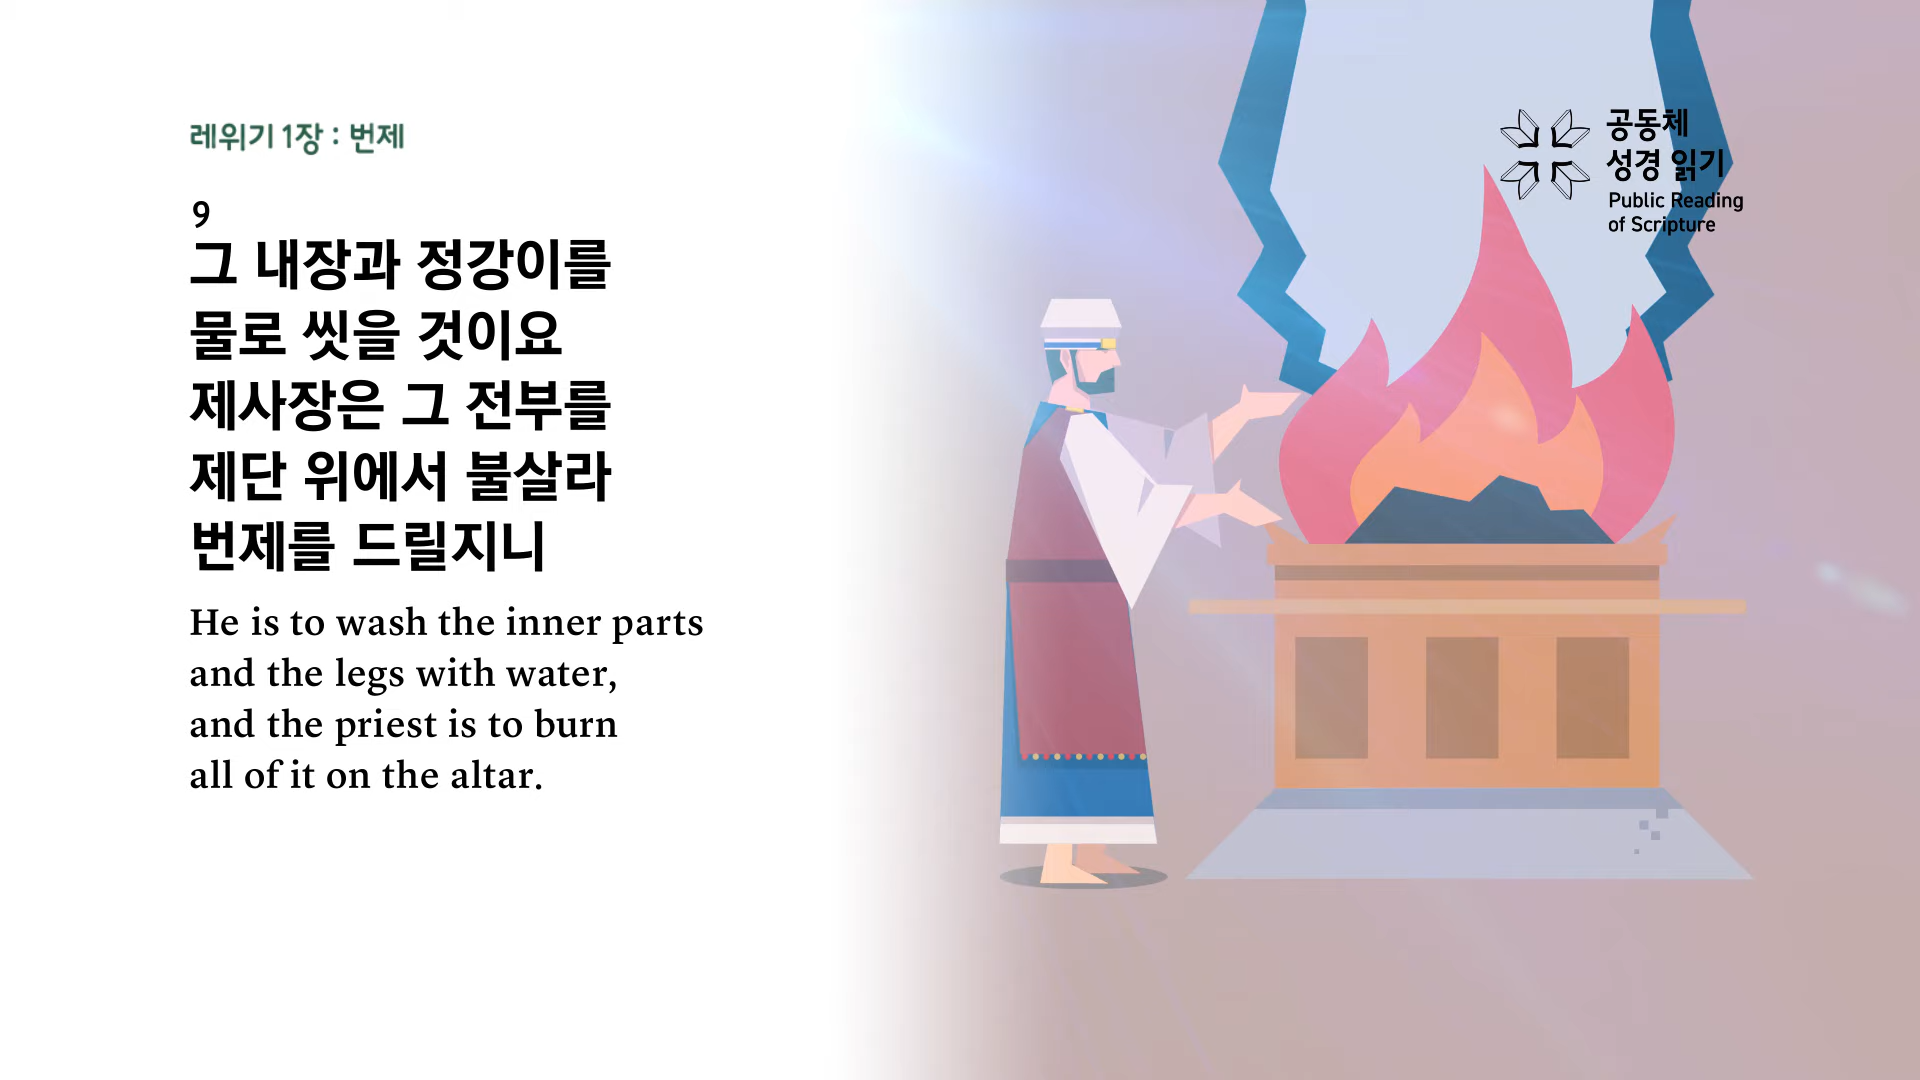 레위기 1장 : 번제
9
그 내장과 정강이를
물로 씻을 것이요
제사장은 그 전부를
제단 위에서 불살라
번제를 드릴지니
He is to wash the inner parts
and the legs with water,
and the priest is to burn
all of it on the altar.
공동체
성경 읽기
Public Reading
of Scripture